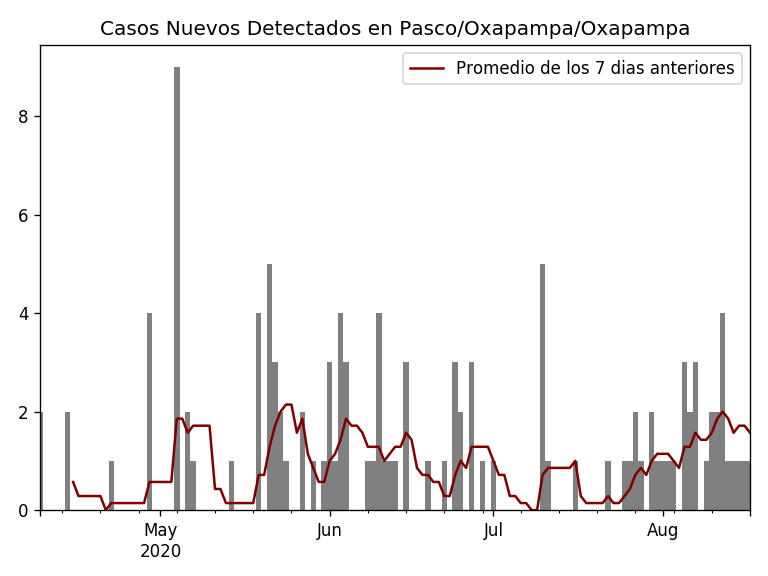 Casos Nuevos Detectados en Pasco/Oxapampa/Oxapampa
Promedio de los 7 dias anteriores
8
6
4
2
0
May
2020
Jun
Jul
Aug